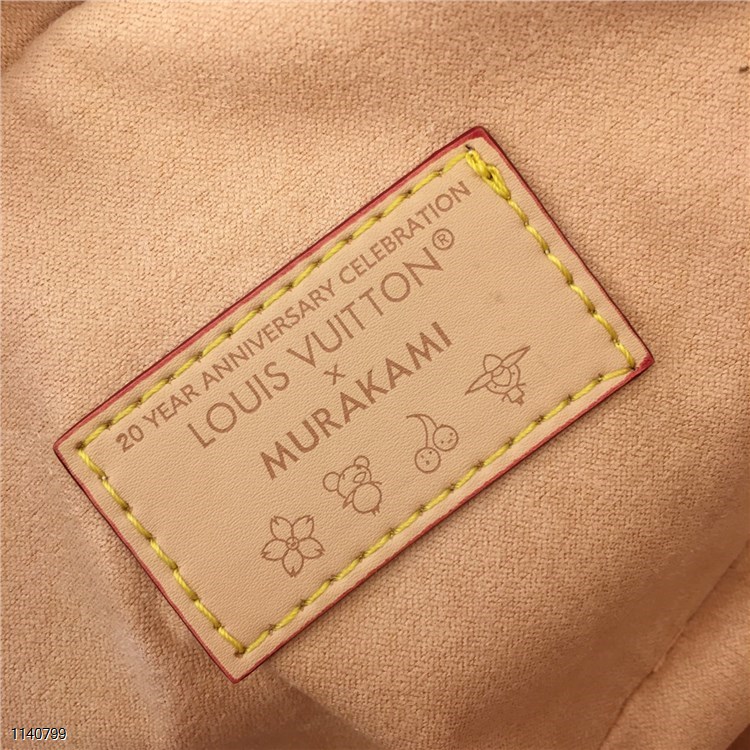 20 YEAR ANNIVERSARY CELEBRATION
LOUIS VUITTON®
×
MURAKAMI
1140799